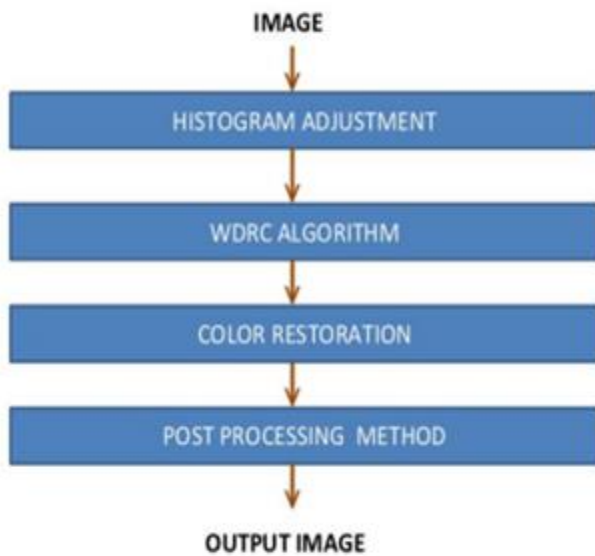 IMAGE
HISTOGRAM ADJUSTMENT
WDRC ALGORITHM
COLOR RESTORATION
POST PROCESSING METHOD
OUTPUT IMAGE